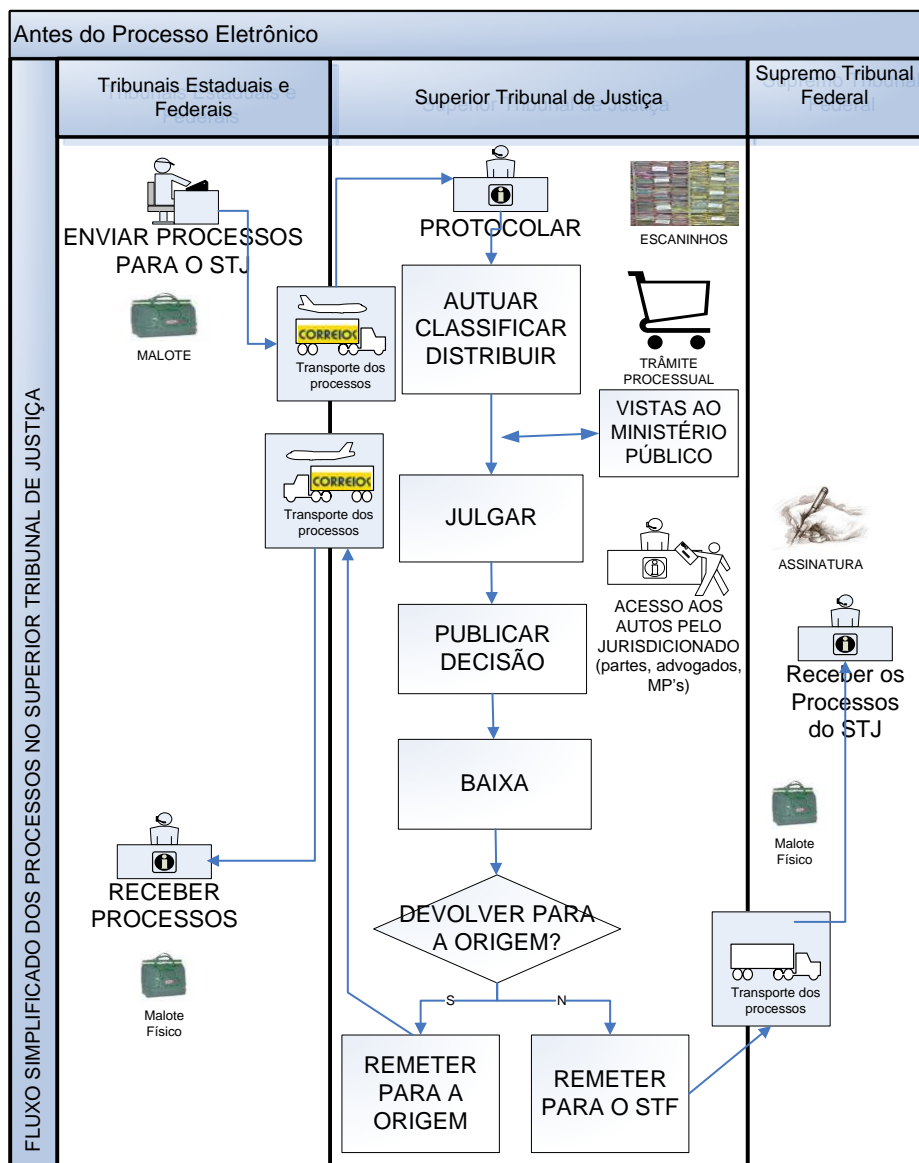 Antes do Processo Eletrônico
FLUXO SIMPLIFICADO DOS PROCESSOS NO SUPERIOR TRIBUNAL DE JUSTIÇA
Tribunais Estaduais e
Federais
Superior Tribunal de Justiça
Supremo Tribunal
Federal
ENVIAR PROCESSOS
PARA O STJ
MALOTE
CORREIOS
Transporte dos
processos
CORREIOS
Transporte dos
processos
RECEBER
PROCESSOS
Malote
Físico
PROTOCOLAR
ESCANINHOS
AUTUAR
CLASSIFICAR
DISTRIBUIR
TRÂMITE
PROCESSUAL
VISTAS AO
MINISTÉRIO
PÚBLICO
JULGAR
ACESSO AOS
AUTOS PELO
JURISDICIONADO
(partes, advogados,
MP's)
PUBLICAR
DECISÃO
BAIXA
DEVOLVER PARA
A ORIGEM?
S
N
REMETER
PARA A
ORIGEM
REMETER
PARA O STF
ASSINATURA
Receber os
Processos
do STJ
Malote
Físico
Transporte dos
processos